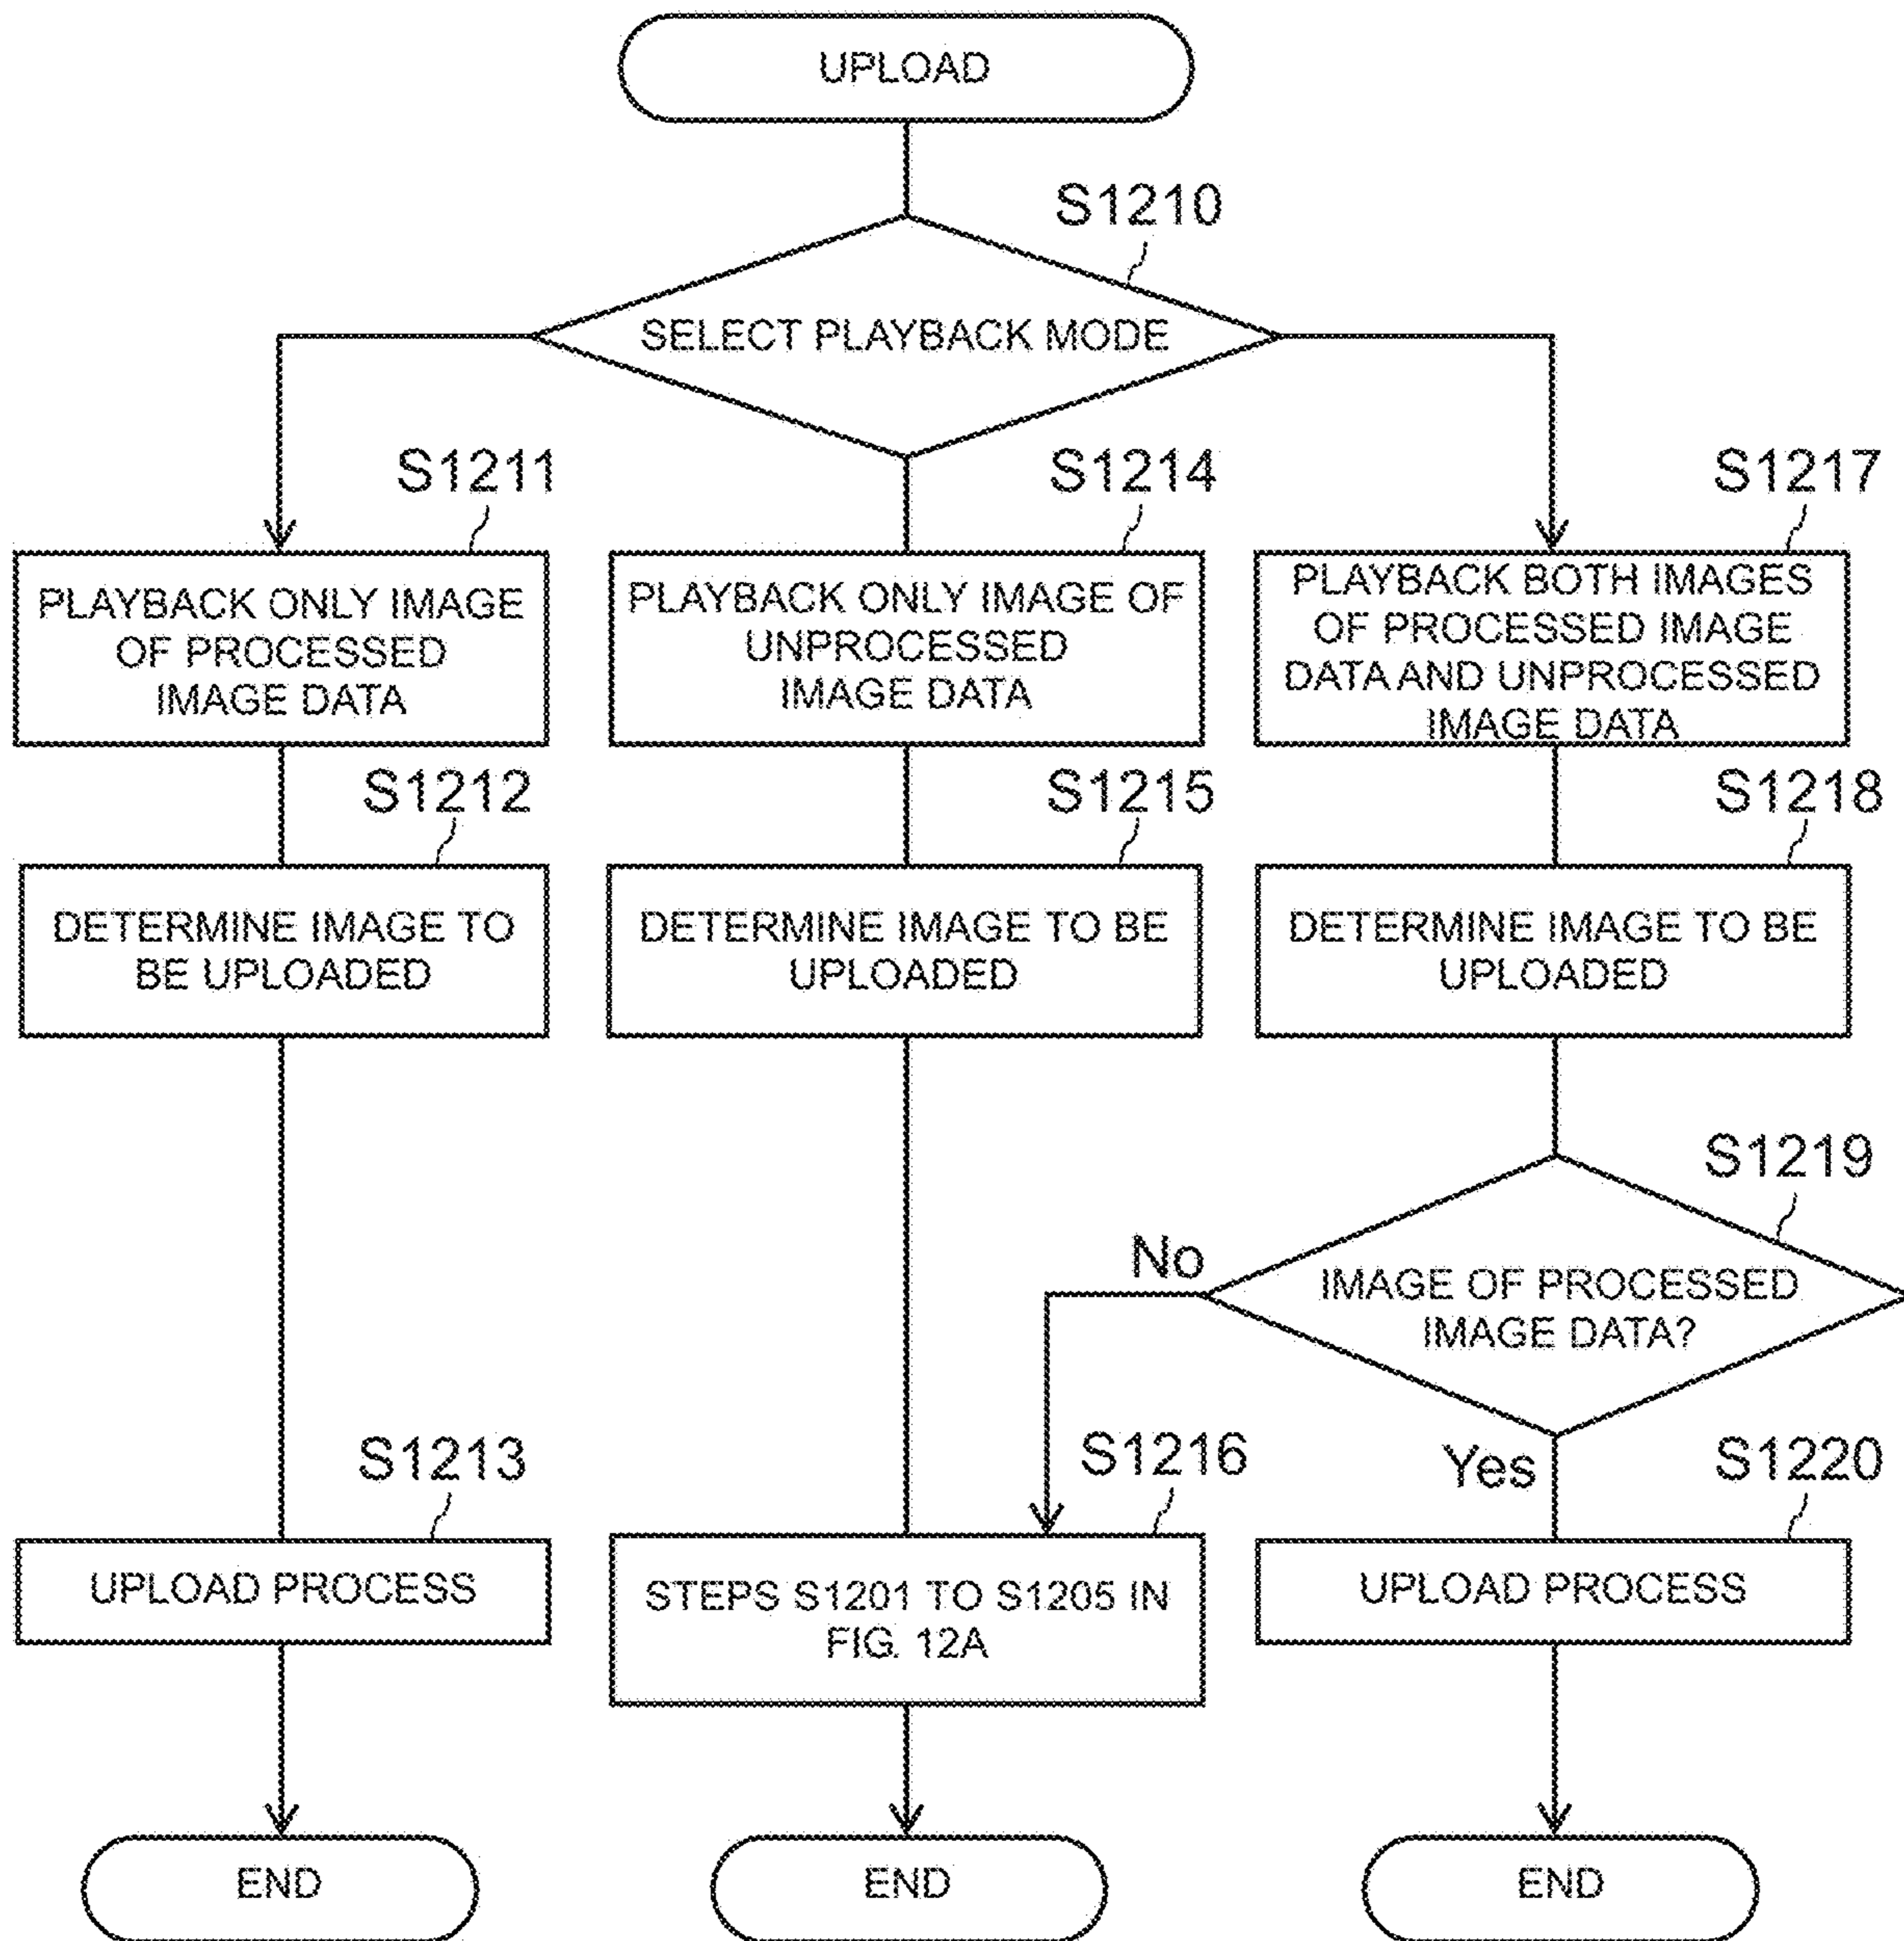 UPLOAD
S1210
SELECT PLAYBACK MODE
S1211
PLAYBACK ONLY IMAGE
OF PROCESSED
IMAGE DATA
S1212
DETERMINE IMAGE TO
BE UPLOADED
S1213
UPLOAD PROCESS
END
S1214
PLAYBACK ONLY IMAGE OF
UNPROCESSED
IMAGE DATA
S1215
DETERMINE IMAGE TO BE
UPLOADED
S1216
STEPS S1201 TO S1205 IN
FIG. 12A
END
S1217
PLAYBACK BOTH IMAGES
OF PROCESSED IMAGE
DATA AND UNPROCESSED
IMAGE DATA
S1218
DETERMINE IMAGE TO BE
UPLOADED
S1219
IMAGE OF PROCESSED
IMAGE DATA?
No
Yes
S1220
UPLOAD PROCESS
END